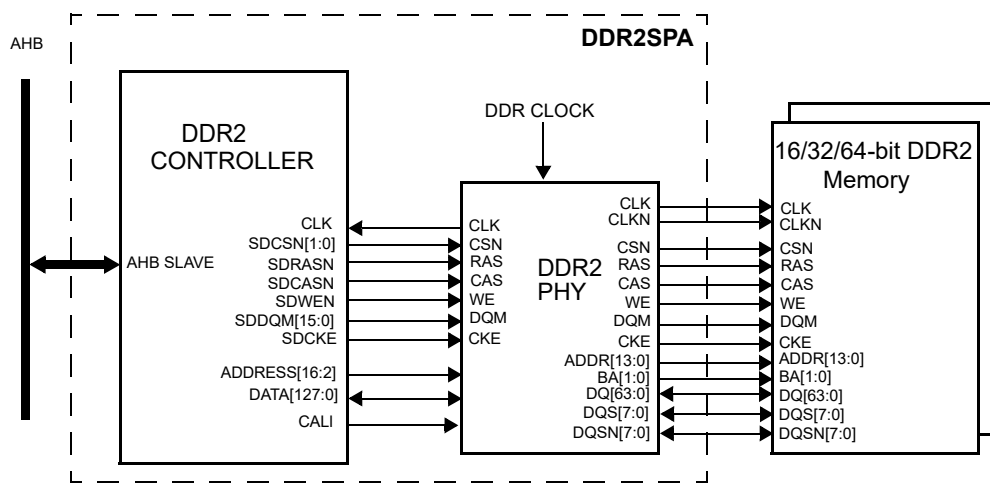 AHB
DDR2SPA
DDR CLOCK
DDR2
CONTROLLER
AHB SLAVE
CLK
SDCSN[1:0]
SDRASN
SDCASN
SDWEN
SDDQM[15:0]
SDCKE
ADDRESS[16:2]
DATA[127:0]
CALI
CLK
CSN
RAS
CAS
WE
DQM
CKE
DDR2
PHY
CLK
CLKN
CSN
RAS
CAS
WE
DQM
CKE
ADDR[13:0]
BA[1:0]
DQ[63:0]
DQS[7:0]
DQSN[7:0]
16/32/64-bit DDR2
Memory
CLK
CLKN
CSN
RAS
CAS
WE
DQM
CKE
ADDR[13:0]
BA[1:0]
DQ[63:0]
DQS[7:0]
DQSN[7:0]